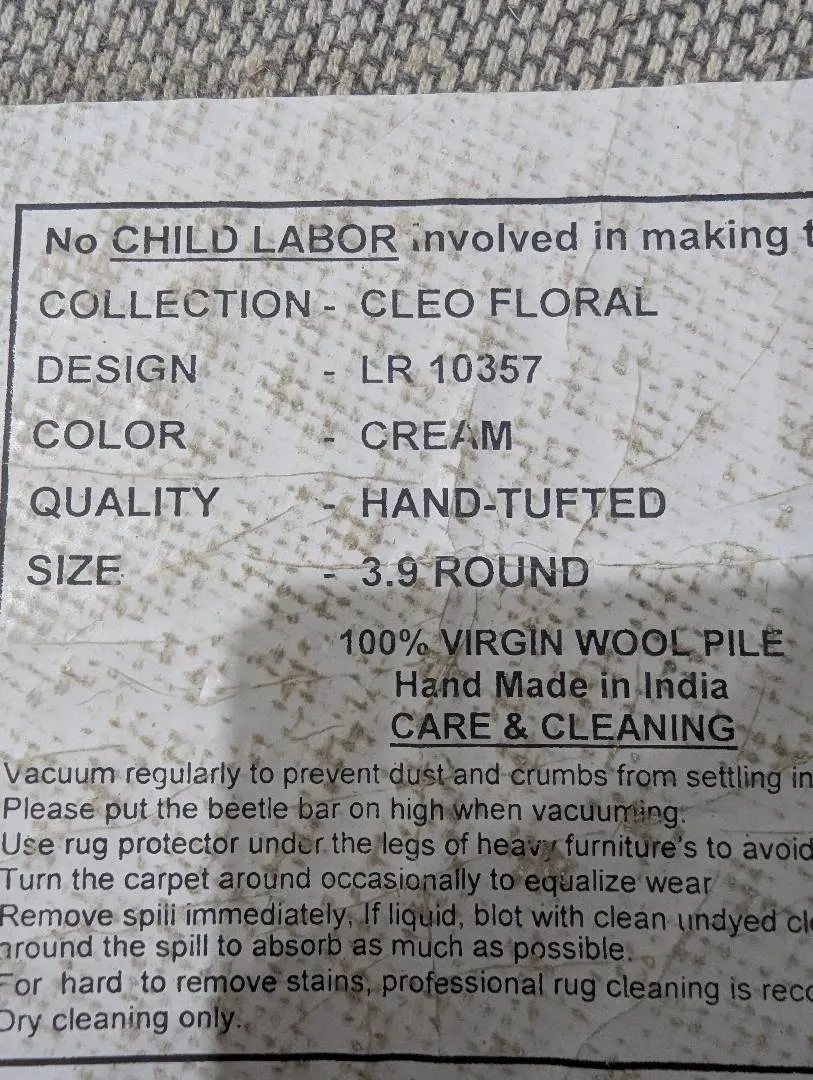 No CHILD LABOR involved in making
COLLECTION - CLEO FLORAL
DESIGN - LR 10357
COLOR - CREAM
QUALITY - HAND-TUFTED
SIZE - 3.9 ROUND
100% VIRGIN WOOL PILE
Hand Made in India
CARE & CLEANING
Vacuum regularly to prevent dust and crumbs from settling in
Please put the beetle bar on high when vacuuming.
Use rug protector under the legs of heavy furniture's to avoid
Turn the carpet around occasionally to equalize wear
Remove spill immediately, If liquid, blot with clean undyed
around the spill to absorb as much as possible.
For hard to remove stains, professional rug cleaning is
Dry cleaning only.